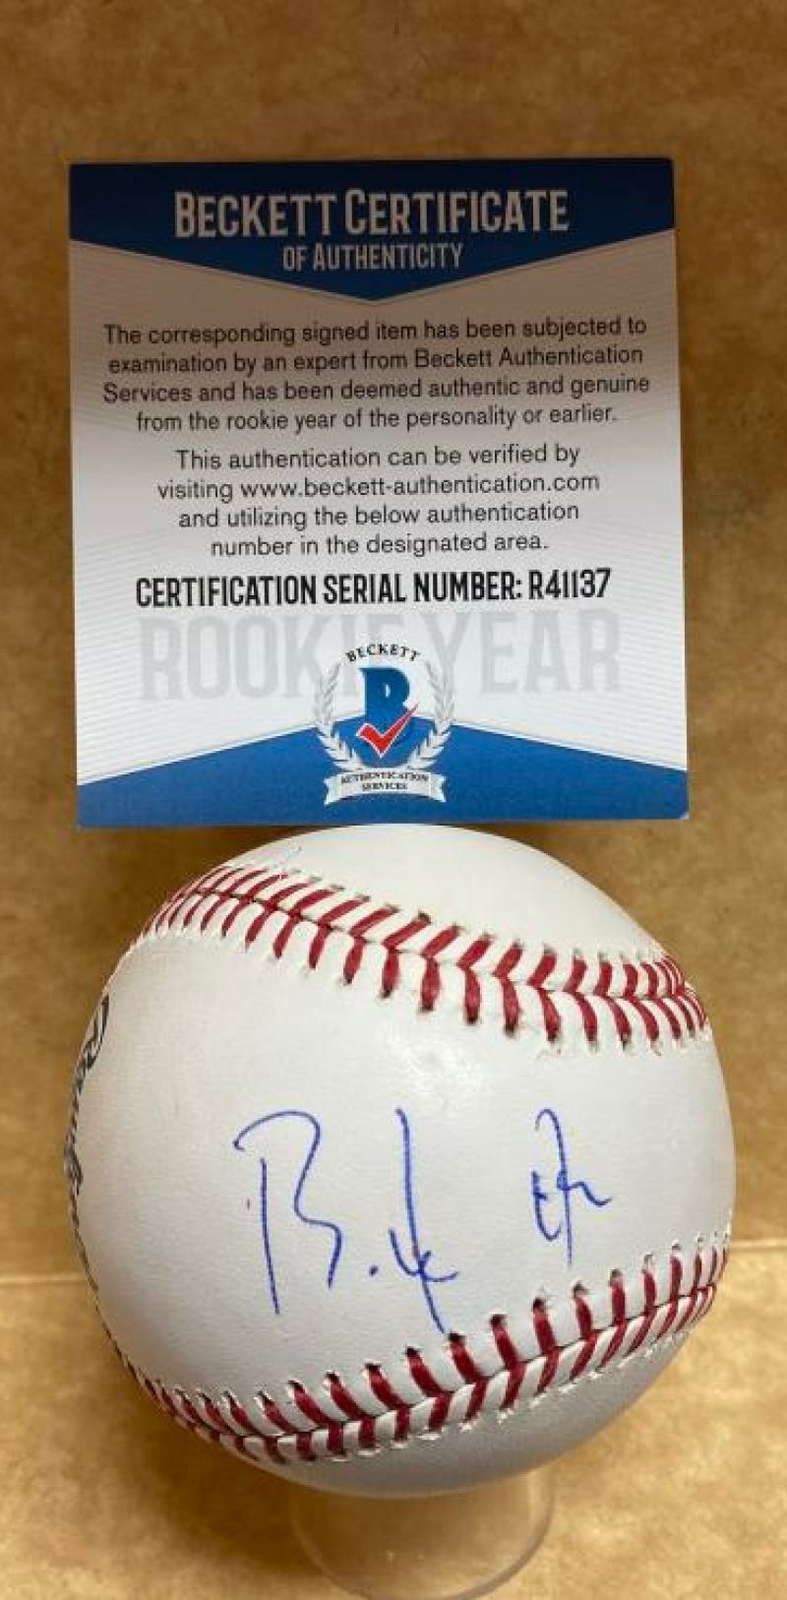 BECKETT CERTIFICATE
OF AUTHENTICITY
The corresponding signed item has been subjected to
examination by an expert from Beckett Authentication
Services and has been deemed authentic and genuine
from the rookie year of the personality or earlier.
This authentication can be verified by
visiting www.beckett-authentication.com
and utilizing the below authentication
number in the designated area.
CERTIFICATION SERIAL NUMBER: R41137
ROOKIE YEAR
BECKETT
B
AUTHENTICATION
SERVICES